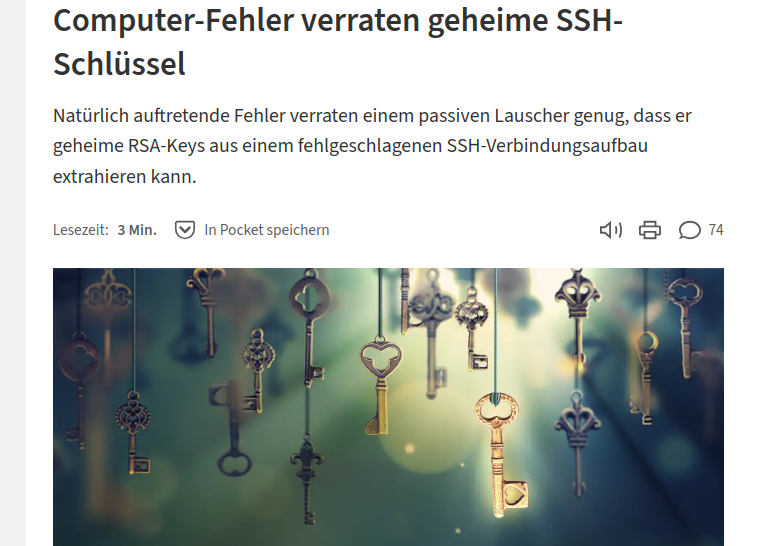 Computer-Fehler verraten geheime SSH-
Schlüssel
Natürlich auftretende Fehler verraten einem passiven Lauscher genug, dass er
geheime RSA-Keys aus einem fehlgeschlagenen SSH-Verbindungsaufbau
extrahieren kann.
Lesezeit: 3 Min. In Pocket speichern 74